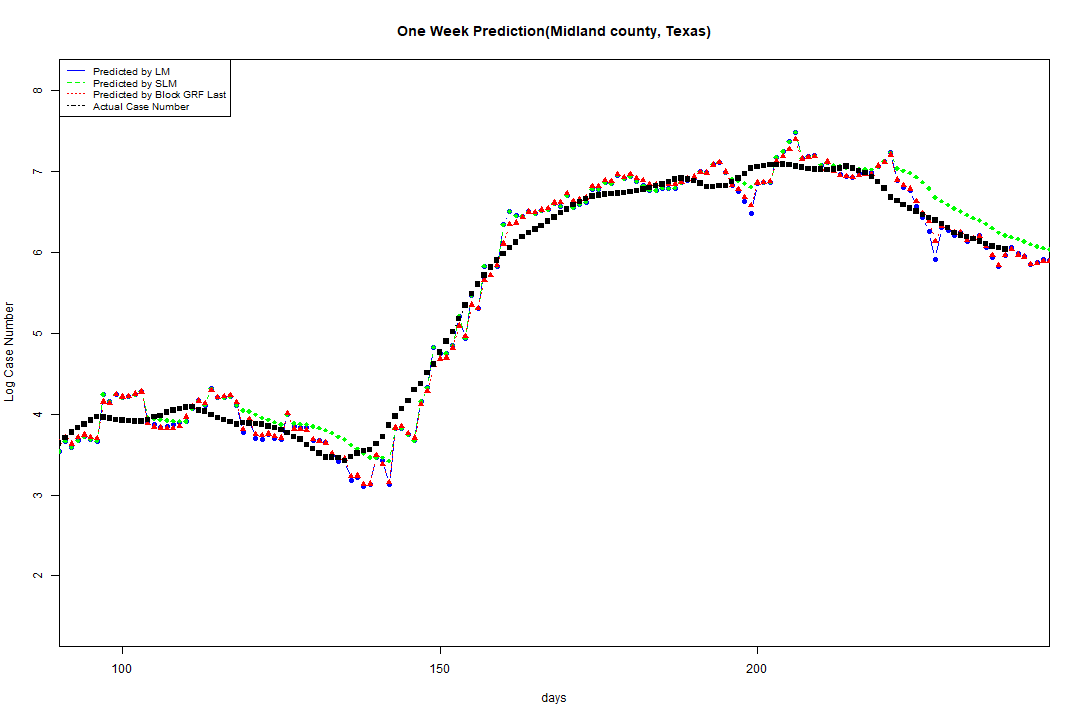 One Week Prediction(Midland county, Texas)
Predicted by LM
Predicted by SLM
Predicted by Block GRF Last
Actual Case Number
8
7
6
5
4
3
2
Log Case Number
100 150 200
days